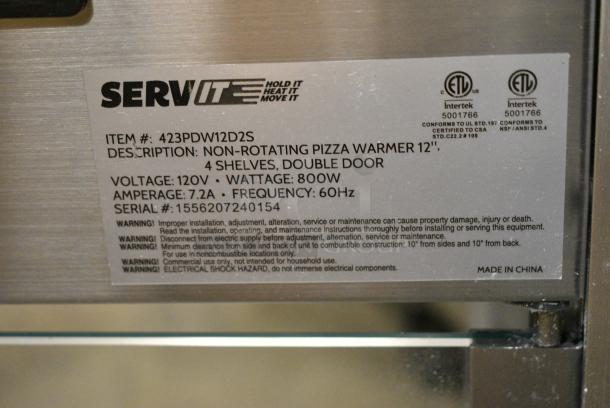 SERVIT HOLD IT
HEAT IT
MOVE IT
ETL
Intertek
5001766
CONFORMS TO UL STD.197
CERTIFIED TO CSA
STD.C22.2 # 109
ETL
Intertek
5001766
CONFORMS TO
NSF / ANSI STD.4
ITEM #: 423PDW12D2S
DESCRIPTION: NON-ROTATING PIZZA WARMER 12",
4 SHELVES, DOUBLE DOOR
VOLTAGE: 120V · WATTAGE: 800W
AMPERAGE: 7.2A · FREQUENCY: 60Hz
SERIAL #: 1556207240154
WARNING! Improper installation, adjustment, alteration, service or maintenance can cause property damage, injury or death.
Read the installation, operating, and maintenance instructions thoroughly before installing or serving this equipment.
WARNING! Disconnect from electric supply before adjustment, alternation, service or maintenance.
WARNING! Minimum clearance from side and back of unit to combustible construction: 10" from sides and 10" from back.
For use in noncombustible locations only.
WARNING! Commercial use only, not intended for household use.
WARNING! ELECTRICAL SHOCK HAZARD, do not immerse electrical components.
MADE IN CHINA